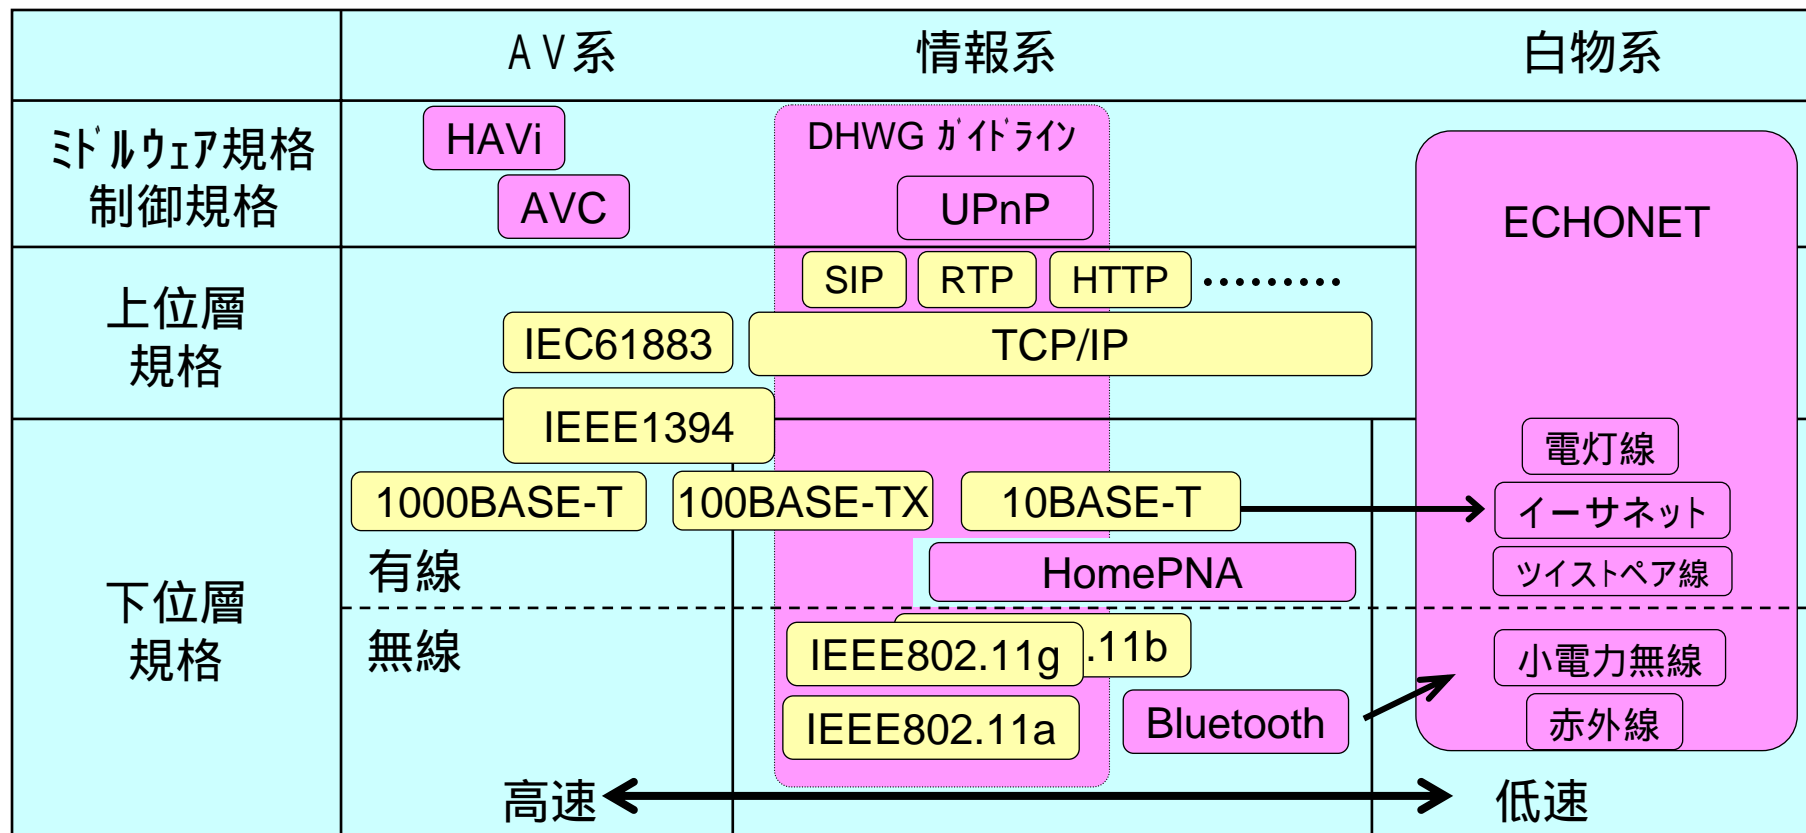 AV系
情報系
白物系
ﾐﾄﾞﾙｳｪｱ規格
制御規格
HAVi
AVC
DHWG ｶﾞｲﾄﾞﾗｲﾝ
UPnP
ECHONET
上位層
規格
SIP
RTP
HTTP
………
IEC61883
TCP/IP
IEEE1394
下位層
規格
1000BASE-T
100BASE-TX
10BASE-T
電灯線
イーサネット
ツイストペア線
有線
HomePNA
無線
IEEE802.11g
.11b
IEEE802.11a
Bluetooth
小電力無線
赤外線
高速
低速